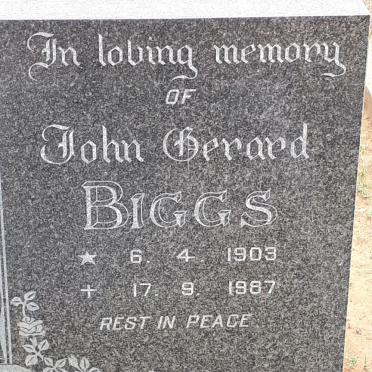 In loving memory
OF
John Gerard
BIGGS
★ 6. 4. 1903
+ 17. 9. 1987
REST IN PEACE.